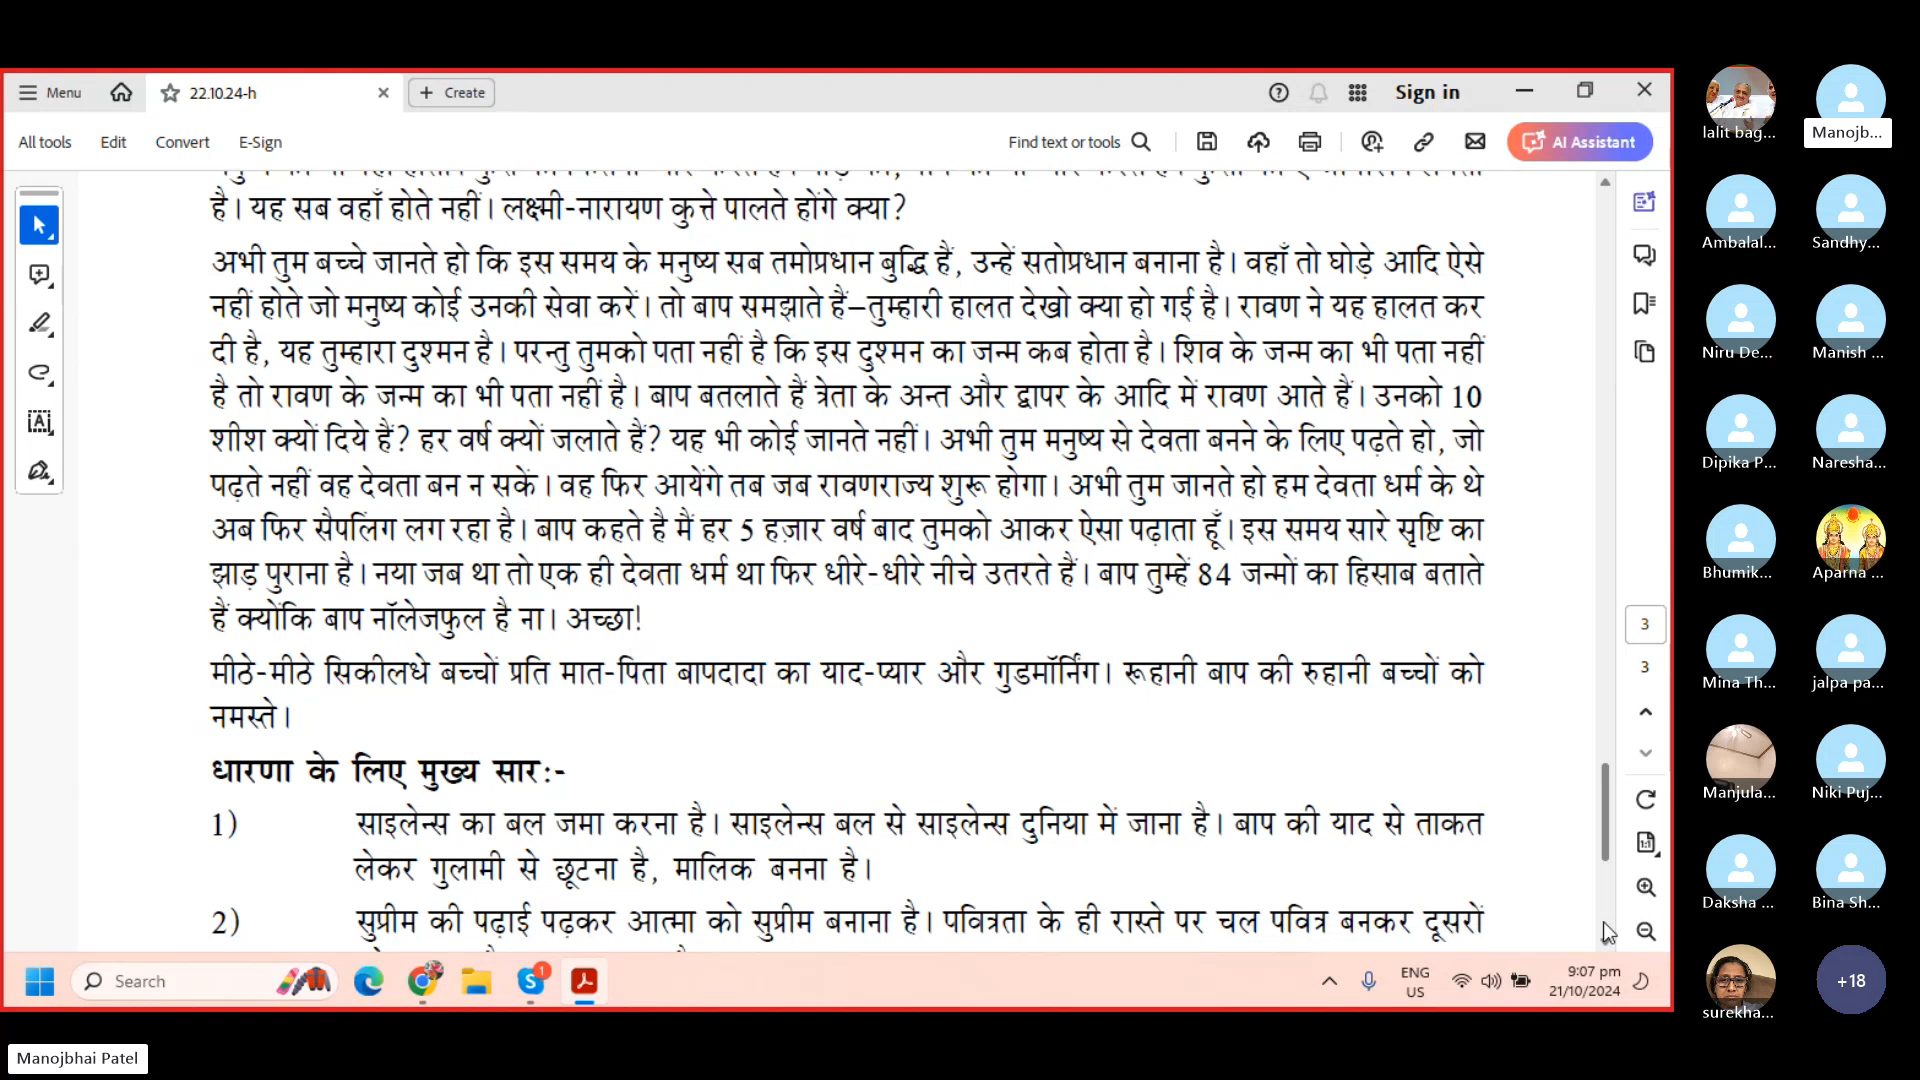 Menu
22.10.24-h
Create
Sign in
All tools
Edit
Convert
E-Sign
Find text or tools
AI Assistant
है। यह सब वहाँ होते नहीं। लक्ष्मी-नारायण कुत्ते पालते होंगे क्या?
अभी तुम बच्चे जानते हो कि इस समय के मनुष्य सब तमोप्रधान बुद्धि हैं, उन्हें सतोप्रधान बनाना है। वहाँ तो घोड़े आदि ऐसे
नहीं होते जो मनुष्य कोई उनकी सेवा करें। तो बाप समझाते हैं–तुम्हारी हालत देखो क्या हो गई है। रावण ने यह हालत कर
दी है, यह तुम्हारा दुश्मन है। परन्तु तुमको पता नहीं है कि इस दुश्मन का जन्म कब होता है। शिव के जन्म का भी पता नहीं
है तो रावण के जन्म का भी पता नहीं है। बाप बतलाते हैं त्रेता के अन्त और द्वापर के आदि में रावण आते हैं। उनको 10
शीश क्यों दिये हैं? हर वर्ष क्यों जलाते हैं? यह भी कोई जानते नहीं। अभी तुम मनुष्य से देवता बनने के लिए पढ़ते हो, जो
पढ़ते नहीं वह देवता बन न सकें। वह फिर आयेंगे तब जब रावणराज्य शुरू होगा। अभी तुम जानते हो हम देवता धर्म के थे
अब फिर सैपलिंग लग रहा है। बाप कहते है मैं हर 5 हज़ार वर्ष बाद तुमको आकर ऐसा पढ़ाता हूँ। इस समय सारे सृष्टि का
झाड़ पुराना है। नया जब था तो एक ही देवता धर्म था फिर धीरे-धीरे नीचे उतरते हैं। बाप तुम्हें 84 जन्मों का हिसाब बताते
हैं क्योंकि बाप नॉलेजफुल है ना। अच्छा!
मीठे-मीठे सिकीलधे बच्चों प्रति मात-पिता बापदादा का याद-प्यार और गुडमॉर्निंग। रूहानी बाप की रुहानी बच्चों को
नमस्ते।
धारणा के लिए मुख्य सार:-
1) साइलेन्स का बल जमा करना है। साइलेन्स बल से साइलेन्स दुनिया में जाना है। बाप की याद से ताकत
लेकर गुलामी से छूटना है, मालिक बनना है।
2) सुप्रीम की पढ़ाई पढ़कर आत्मा को सुप्रीम बनाना है। पवित्रता के ही रास्ते पर चल पवित्र बनकर दूसरों
3
3
1:1
Search
1
ENG
US
9:07 pm
21/10/2024
lalit bag...
Manojb...
Ambalal...
Sandhy...
Niru De...
Manish ...
Dipika P...
Naresha...
Bhumik...
Aparna ...
Mina Th...
jalpa pa...
Manjula...
Niki Puj...
Daksha ...
Bina Sh...
surekha...
+18
Manojbhai Patel